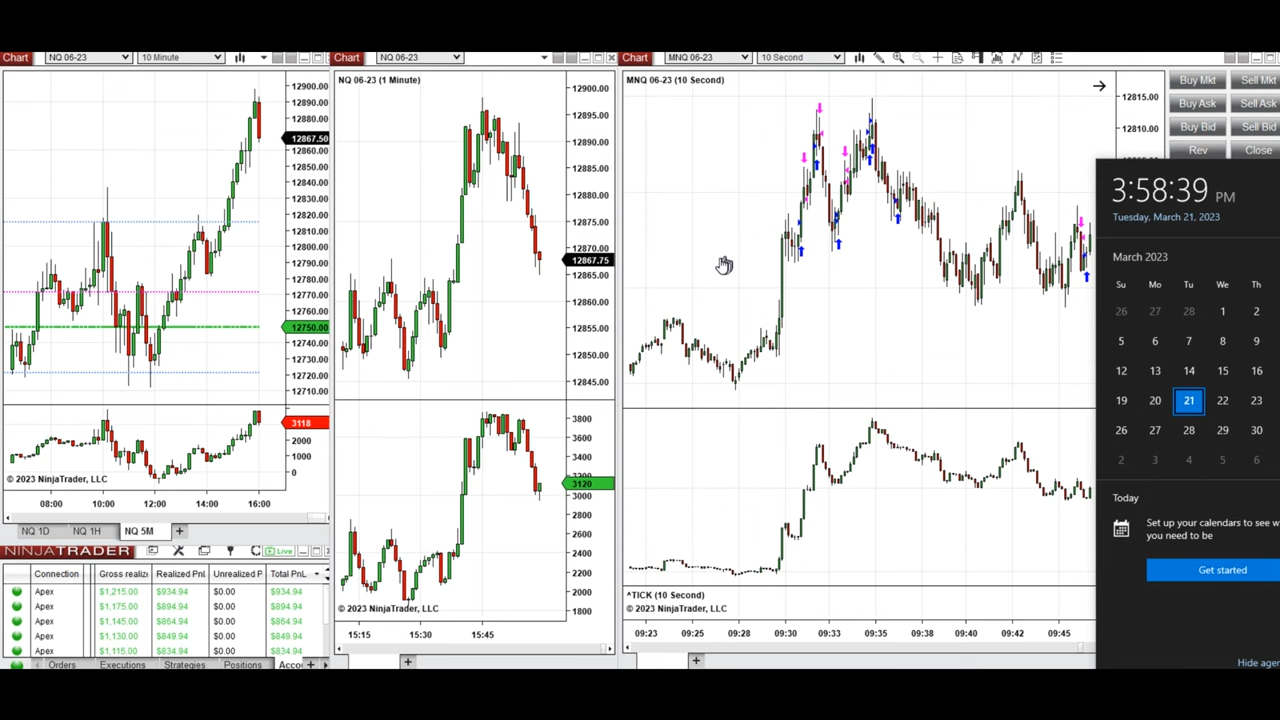 Chart NQ 06-23 10 Minute
12900.00
12890.00
12880.00
12867.50
12860.00
12850.00
12840.00
12830.00
12820.00
12810.00
12800.00
12790.00
12780.00
12770.00
12760.00
12750.00
12740.00
12730.00
12720.00
12710.00
3118
2000
1000
0
© 2023 NinjaTrader, LLC
08:00 10:00 12:00 14:00 16:00
NQ 1D NQ 1H NQ 5M +
NINJATRADER Live
Connection Gross realiz Realized PnL Unrealized P Total PnL
Apex $1,215.00 $934.94 $0.00 $934.94
Apex $1,175.00 $894.94 $0.00 $894.94
Apex $1,145.00 $864.94 $0.00 $864.94
Apex $1,130.00 $849.94 $0.00 $849.94
Apex $1,115.00 $834.94 $0.00 $834.94
Orders Executions Strategies Positions Acco +
Chart NQ 06-23
NQ 06-23 (1 Minute)
12900.00
12895.00
12890.00
12885.00
12880.00
12875.00
12870.00
12867.75
12865.00
12860.00
12855.00
12850.00
12845.00
3800
3600
3400
3200
3120
3000
2800
2600
2400
2200
2000
1800
© 2023 NinjaTrader, LLC
15:15 15:30 15:45
+
Chart MNQ 06-23 10 Second
MNQ 06-23 (10 Second)
12815.00
12810.00
^TICK (10 Second)
© 2023 NinjaTrader, LLC
09:23 09:25 09:28 09:30 09:33 09:35 09:38 09:40 09:42 09:45
+
Buy Mkt Sell Mkt
Buy Ask Sell Ask
Buy Bid Sell Bid
Rev Close
3:58:39 PM
Tuesday, March 21, 2023
March 2023
Su Mo Tu We Th
26 27 28 1 2
5 6 7 8 9
12 13 14 15 16
19 20 21 22 23
26 27 28 29 30
2 3 4 5 6
Today
Set up your calendars to see w
you need to be
Get started
Hide agen